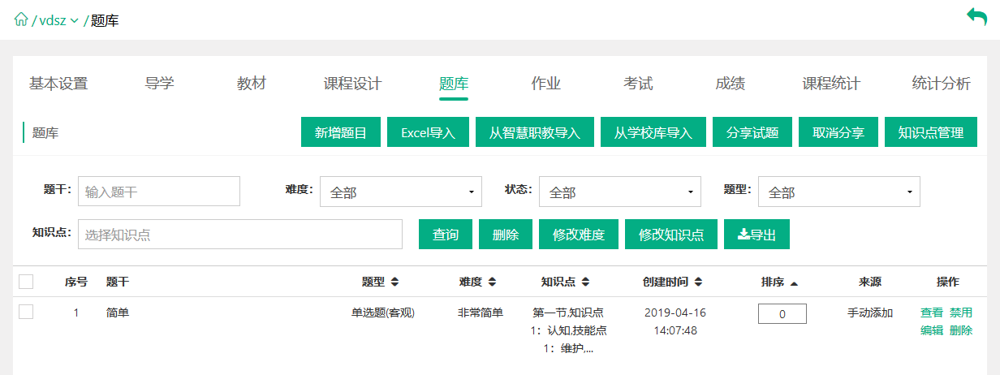 / vdsz / 题库
基本设置 导学 教材 课程设计 题库 作业 考试 成绩 课程统计 统计分析
题库 新增题目 Excel导入 从智慧职教导入 从学校库导入 分享试题 取消分享 知识点管理
题干： 输入题干 难度： 全部 状态： 全部 题型： 全部
知识点： 选择知识点 查询 删除 修改难度 修改知识点 导出
序号 题干 题型 难度 知识点 创建时间 排序 来源 操作
1 简单 单选题(客观) 非常简单 第一节,知识点 2019-04-16 0 手动添加 查看 禁用
1：认知,技能点 14:07:48 编辑 删除
1：维护,...